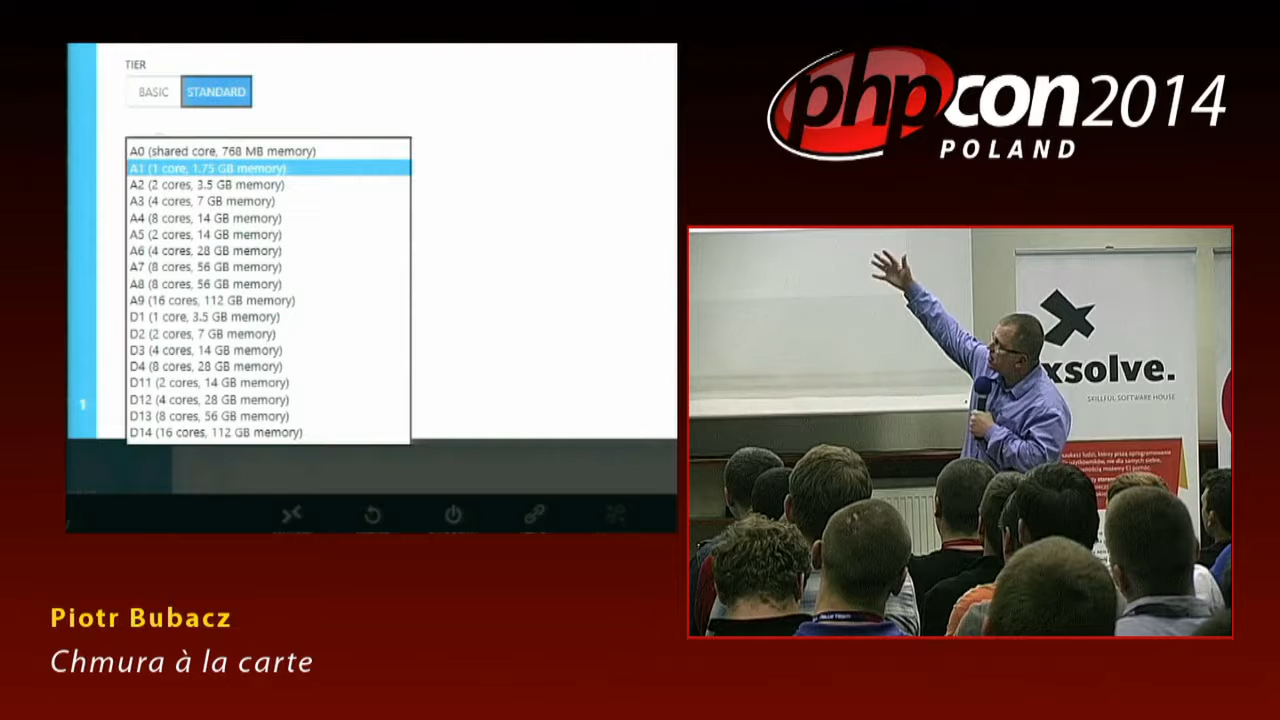 TIER
BASIC STANDARD
A0 (shared core, 768 MB memory)
A1 (1 core, 1.75 GB memory)
A2 (2 cores, 3.5 GB memory)
A3 (4 cores, 7 GB memory)
A4 (8 cores, 14 GB memory)
A5 (2 cores, 14 GB memory)
A6 (4 cores, 28 GB memory)
A7 (8 cores, 56 GB memory)
A8 (8 cores, 56 GB memory)
A9 (16 cores, 112 GB memory)
D1 (1 core, 3.5 GB memory)
D2 (2 cores, 7 GB memory)
D3 (4 cores, 14 GB memory)
D4 (8 cores, 28 GB memory)
D11 (2 cores, 14 GB memory)
D12 (4 cores, 28 GB memory)
D13 (8 cores, 56 GB memory)
D14 (16 cores, 112 GB memory)
1
phpcon 2014
POLAND
xsolve.
SKILLFUL SOFTWARE HOUSE
Piotr Bubacz
Chmura à la carte